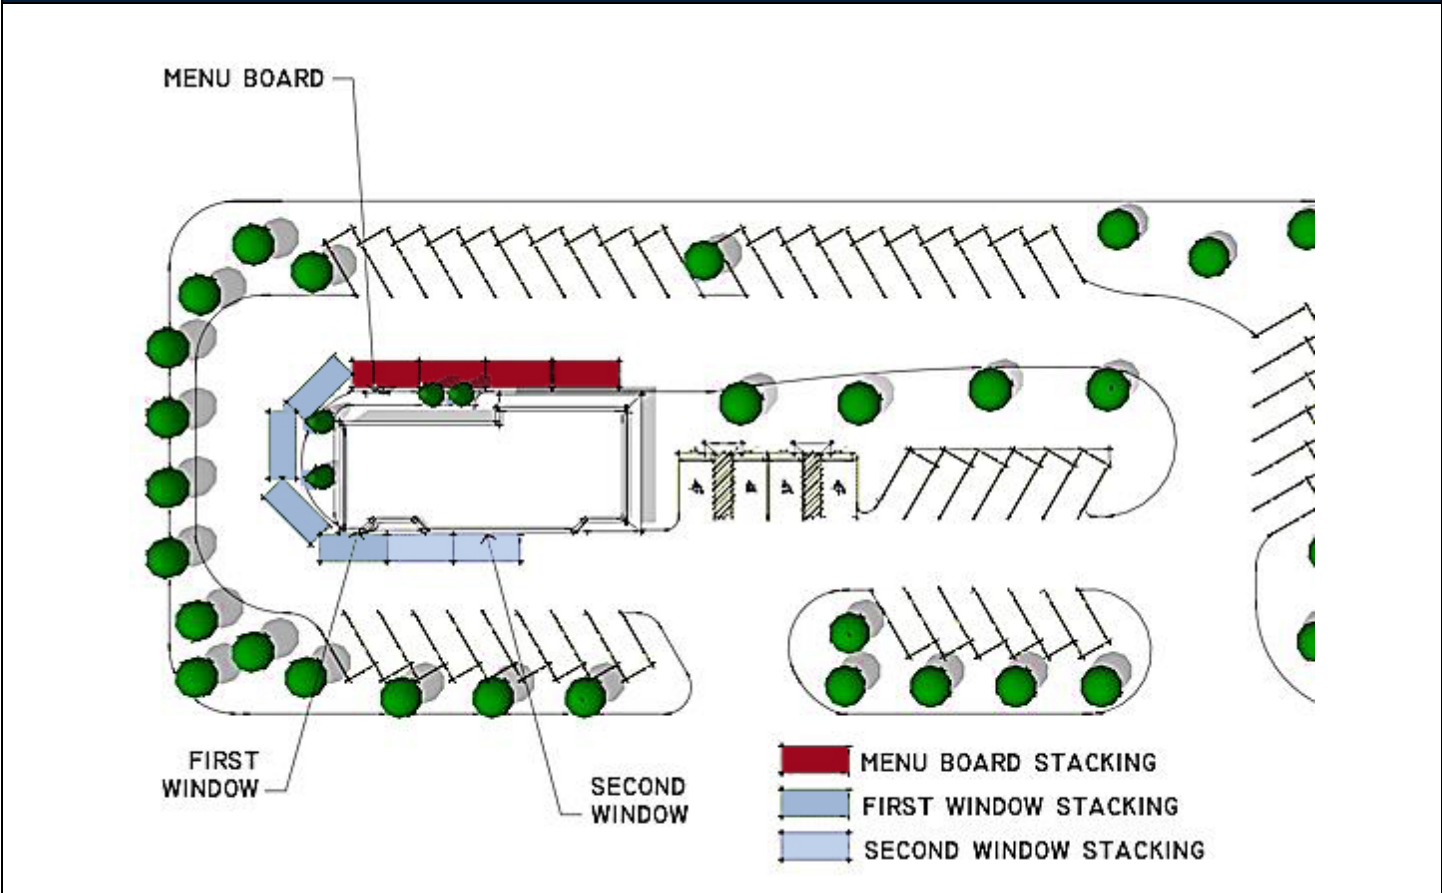 MENU BOARD
FIRST
WINDOW
SECOND
WINDOW
MENU BOARD STACKING
FIRST WINDOW STACKING
SECOND WINDOW STACKING